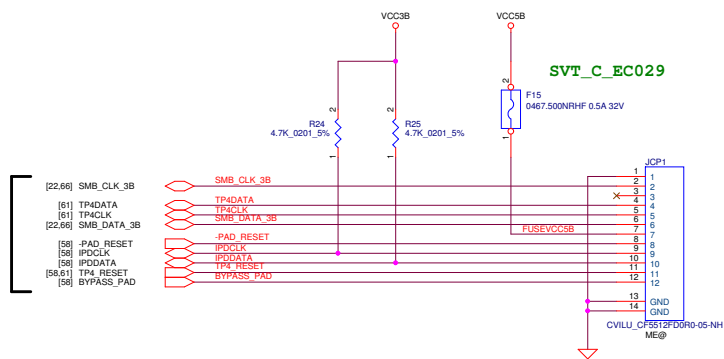 VCC3B
VCC5B
SVT_C_EC029
2
F15
0467.500NRHF 0.5A 32V
1
2
R24
4.7K_0201_5%
1
2
R25
4.7K_0201_5%
1
JCP1
[22,66] SMB_CLK_3B
SMB_CLK_3B
[61] TP4DATA
TP4DATA
[61] TP4CLK
TP4CLK
[22,66] SMB_DATA_3B
SMB_DATA_3B
FUSEVCC5B
[58] -PAD_RESET
-PAD_RESET
[58] IPDCLK
IPDCLK
[58] IPDDATA
IPDDATA
[58,61] TP4_RESET
TP4_RESET
[58] BYPASS_PAD
BYPASS_PAD
1 1
2 2
3 3
4 4
5 5
6 6
7 7
8 8
9 9
10 10
11 11
12 12
13 GND
14 GND
CVILU_CF5512FD0R0-05-NH
ME@